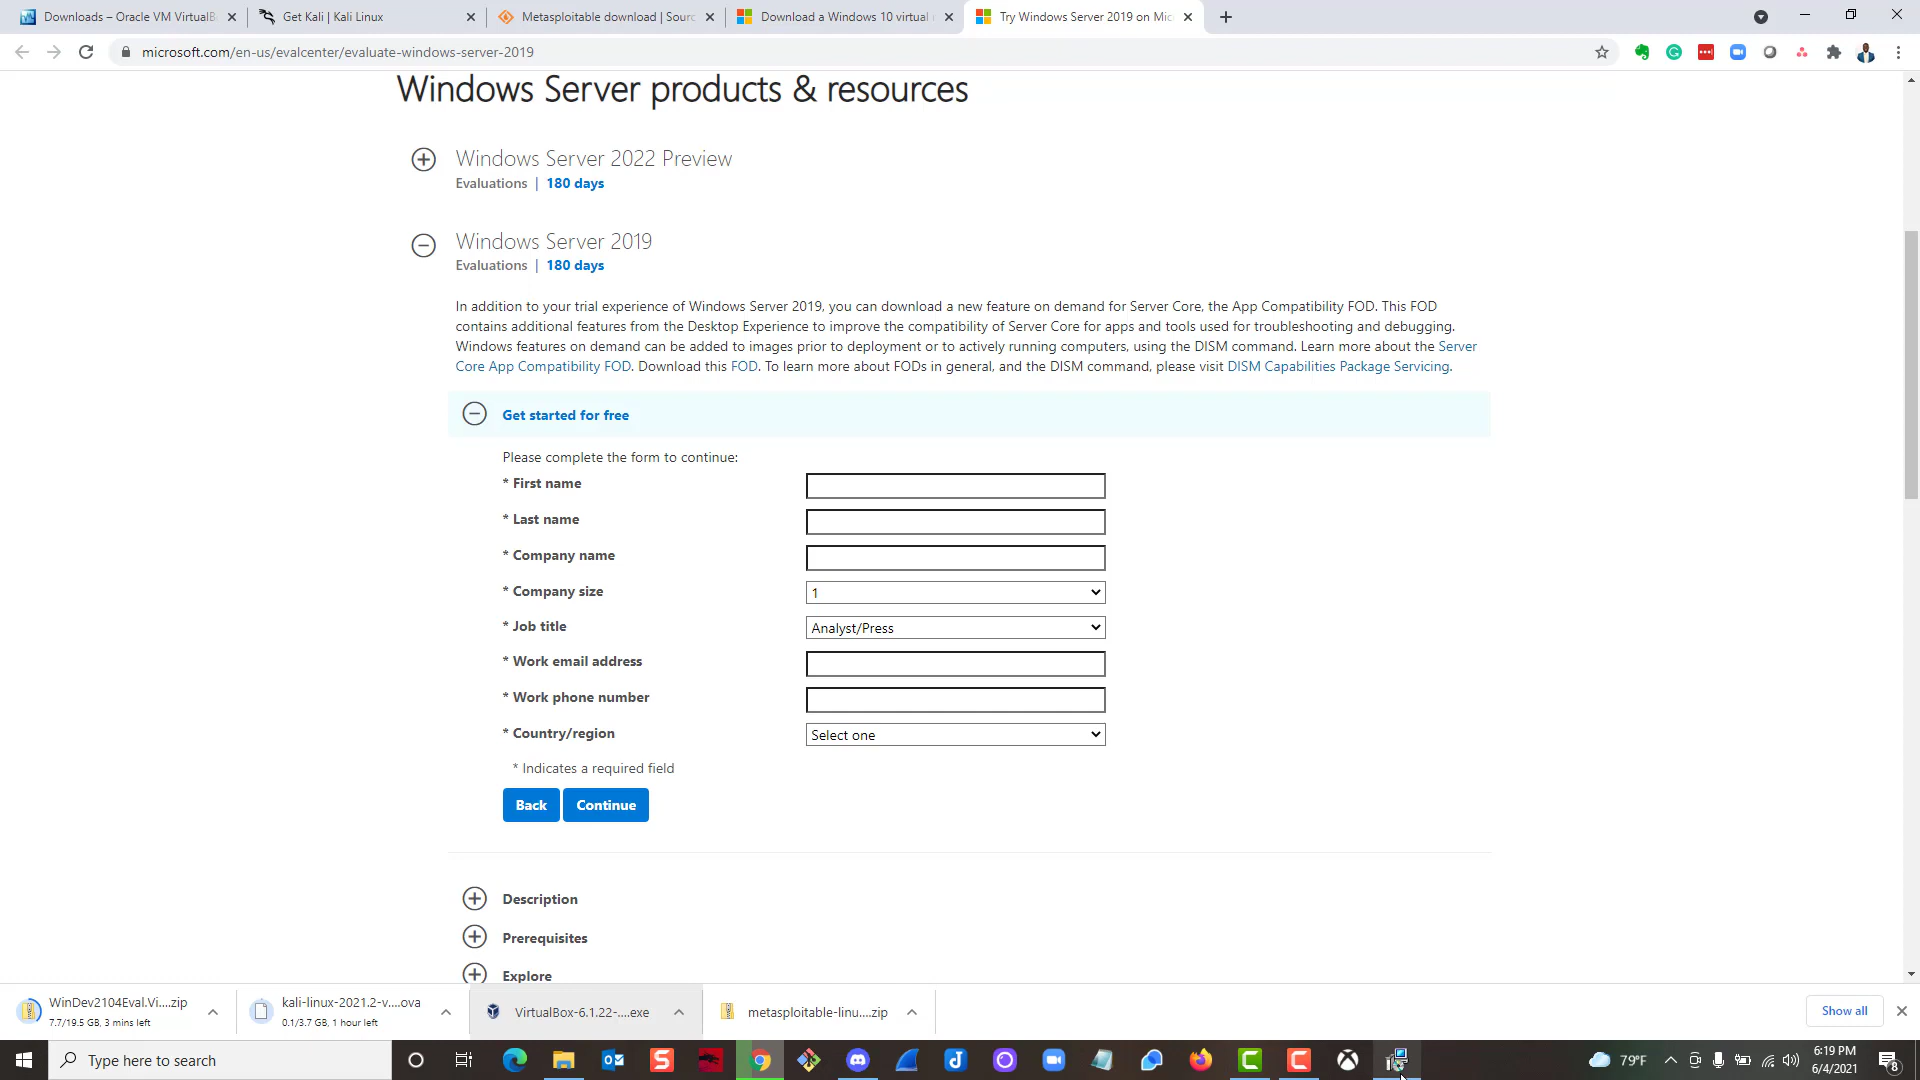 Downloads – Oracle VM VirtualB
Get Kali | Kali Linux
Metasploitable download | Sourc
Download a Windows 10 virtual
Try Windows Server 2019 on Mic
microsoft.com/en-us/evalcenter/evaluate-windows-server-2019
Windows Server products & resources
Windows Server 2022 Preview
Evaluations | 180 days
Windows Server 2019
Evaluations | 180 days
In addition to your trial experience of Windows Server 2019, you can download a new feature on demand for Server Core, the App Compatibility FOD. This FOD
contains additional features from the Desktop Experience to improve the compatibility of Server Core for apps and tools used for troubleshooting and debugging.
Windows features on demand can be added to images prior to deployment or to actively running computers, using the DISM command. Learn more about the Server
Core App Compatibility FOD. Download this FOD. To learn more about FODs in general, and the DISM command, please visit DISM Capabilities Package Servicing.
Get started for free
Please complete the form to continue:
* First name
* Last name
* Company name
* Company size
1
* Job title
Analyst/Press
* Work email address
* Work phone number
* Country/region
Select one
* Indicates a required field
Back
Continue
Description
Prerequisites
Explore
WinDev2104Eval.Vi....zip
7.7/19.5 GB, 3 mins left
kali-linux-2021.2-v....ova
0.1/3.7 GB, 1 hour left
VirtualBox-6.1.22-....exe
metasploitable-linu....zip
Show all
Type here to search
79°F
6:19 PM
6/4/2021
8